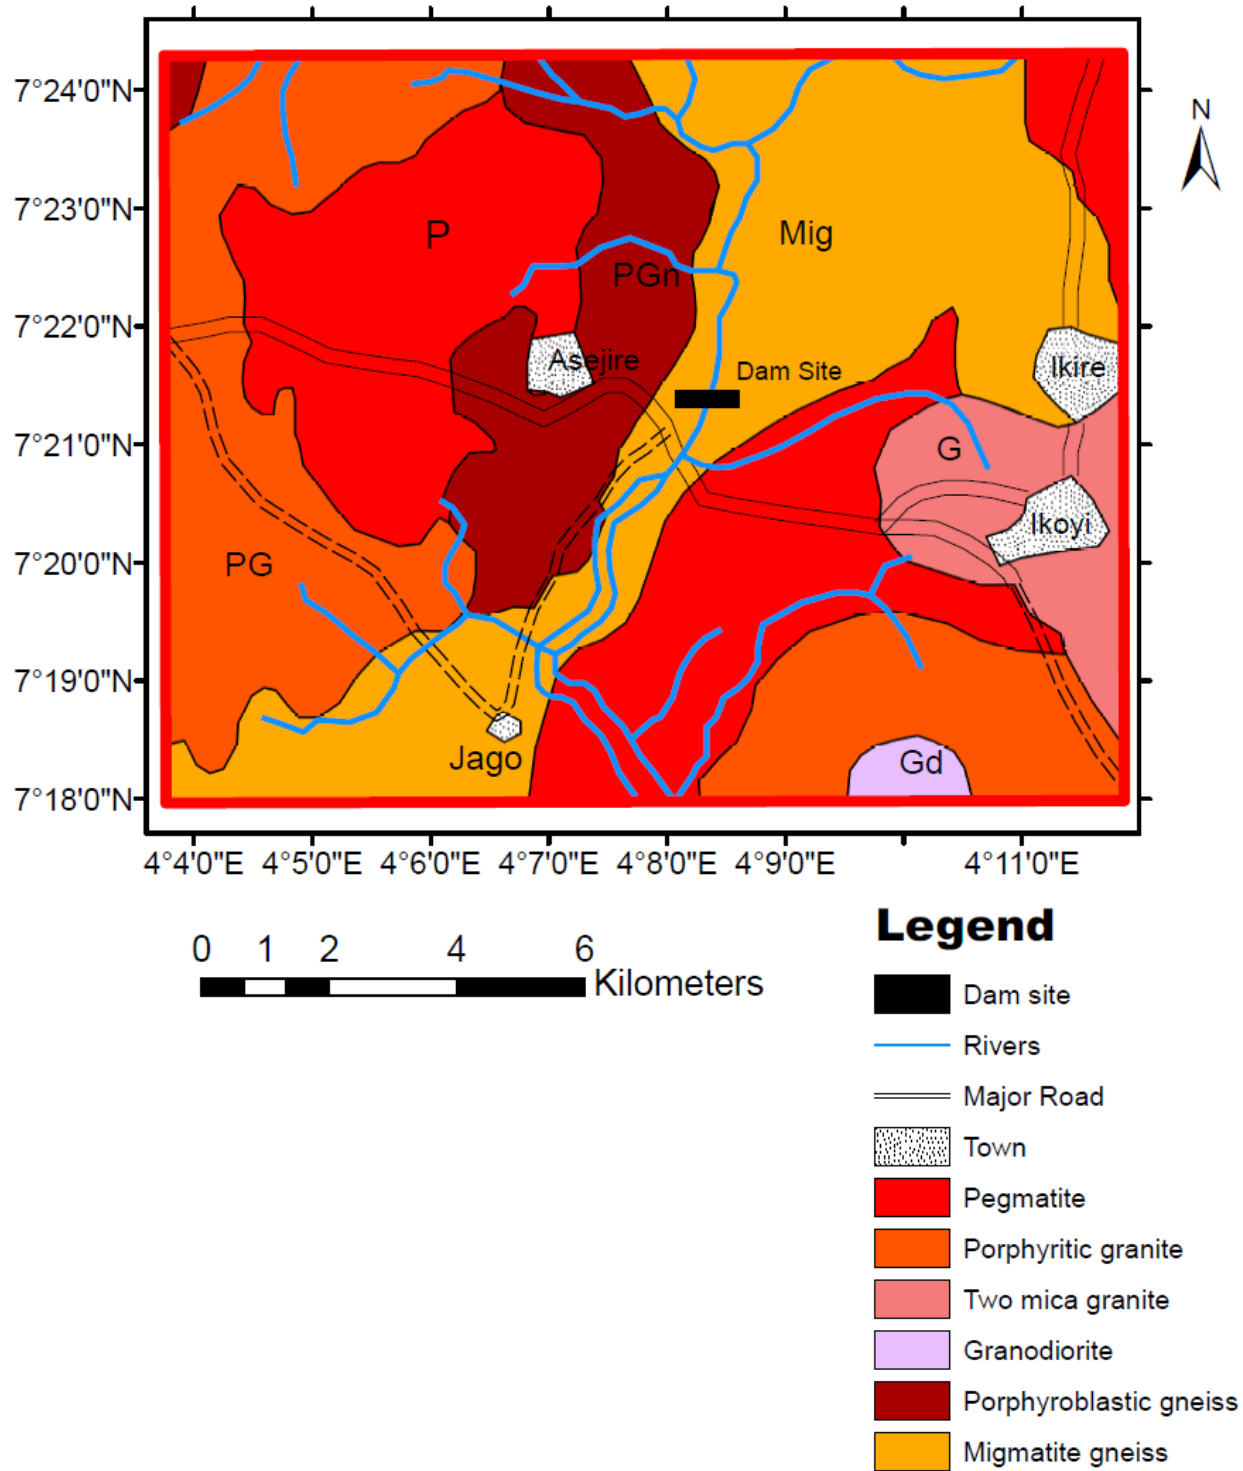 N
7°24'0"N
7°23'0"N
7°22'0"N
7°21'0"N
7°20'0"N
7°19'0"N
7°18'0"N
P
Mig
PGn
Asejire
Ikire
Dam Site
G
Ikoyi
PG
Jago
Gd
4°4'0"E 4°5'0"E 4°6'0"E 4°7'0"E 4°8'0"E 4°9'0"E 4°11'0"E
0 1 2 4 6
Kilometers
Legend
Dam site
Rivers
Major Road
Town
Pegmatite
Porphyritic granite
Two mica granite
Granodiorite
Porphyroblastic gneiss
Migmatite gneiss